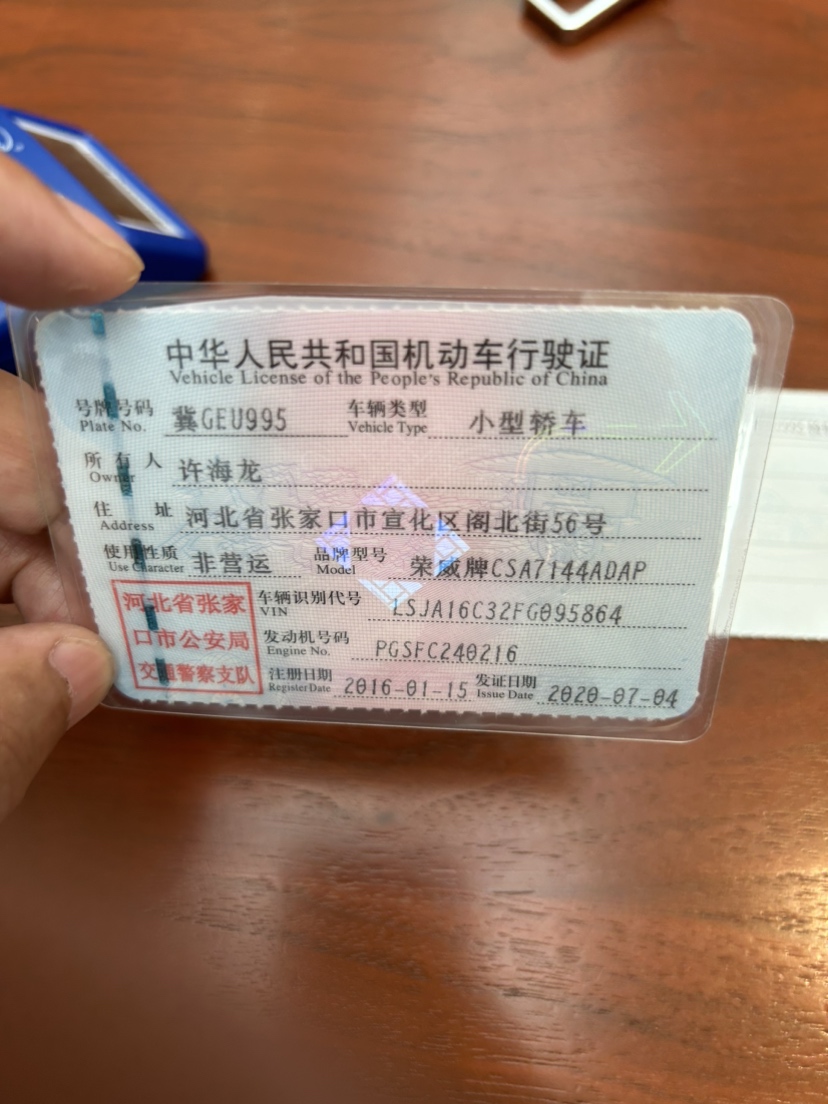 中华人民共和国机动车行驶证
Vehicle License of the People's Republic of China
号牌号码 Plate No. 冀GEU995 车辆类型 Vehicle Type 小型轿车
所有人 Owner 许海龙
住址 Address 河北省张家口市宣化区阁北街56号
使用性质 Use Character 非营运 品牌型号 Model 荣威牌CSA7144ADAP
车辆识别代号 VIN LSJA16C32FG095864
发动机号码 Engine No. PGSFC240216
注册日期 Register Date 2016-01-15 发证日期 Issue Date 2020-07-04
河北省张家
口市公安局
交通警察支队